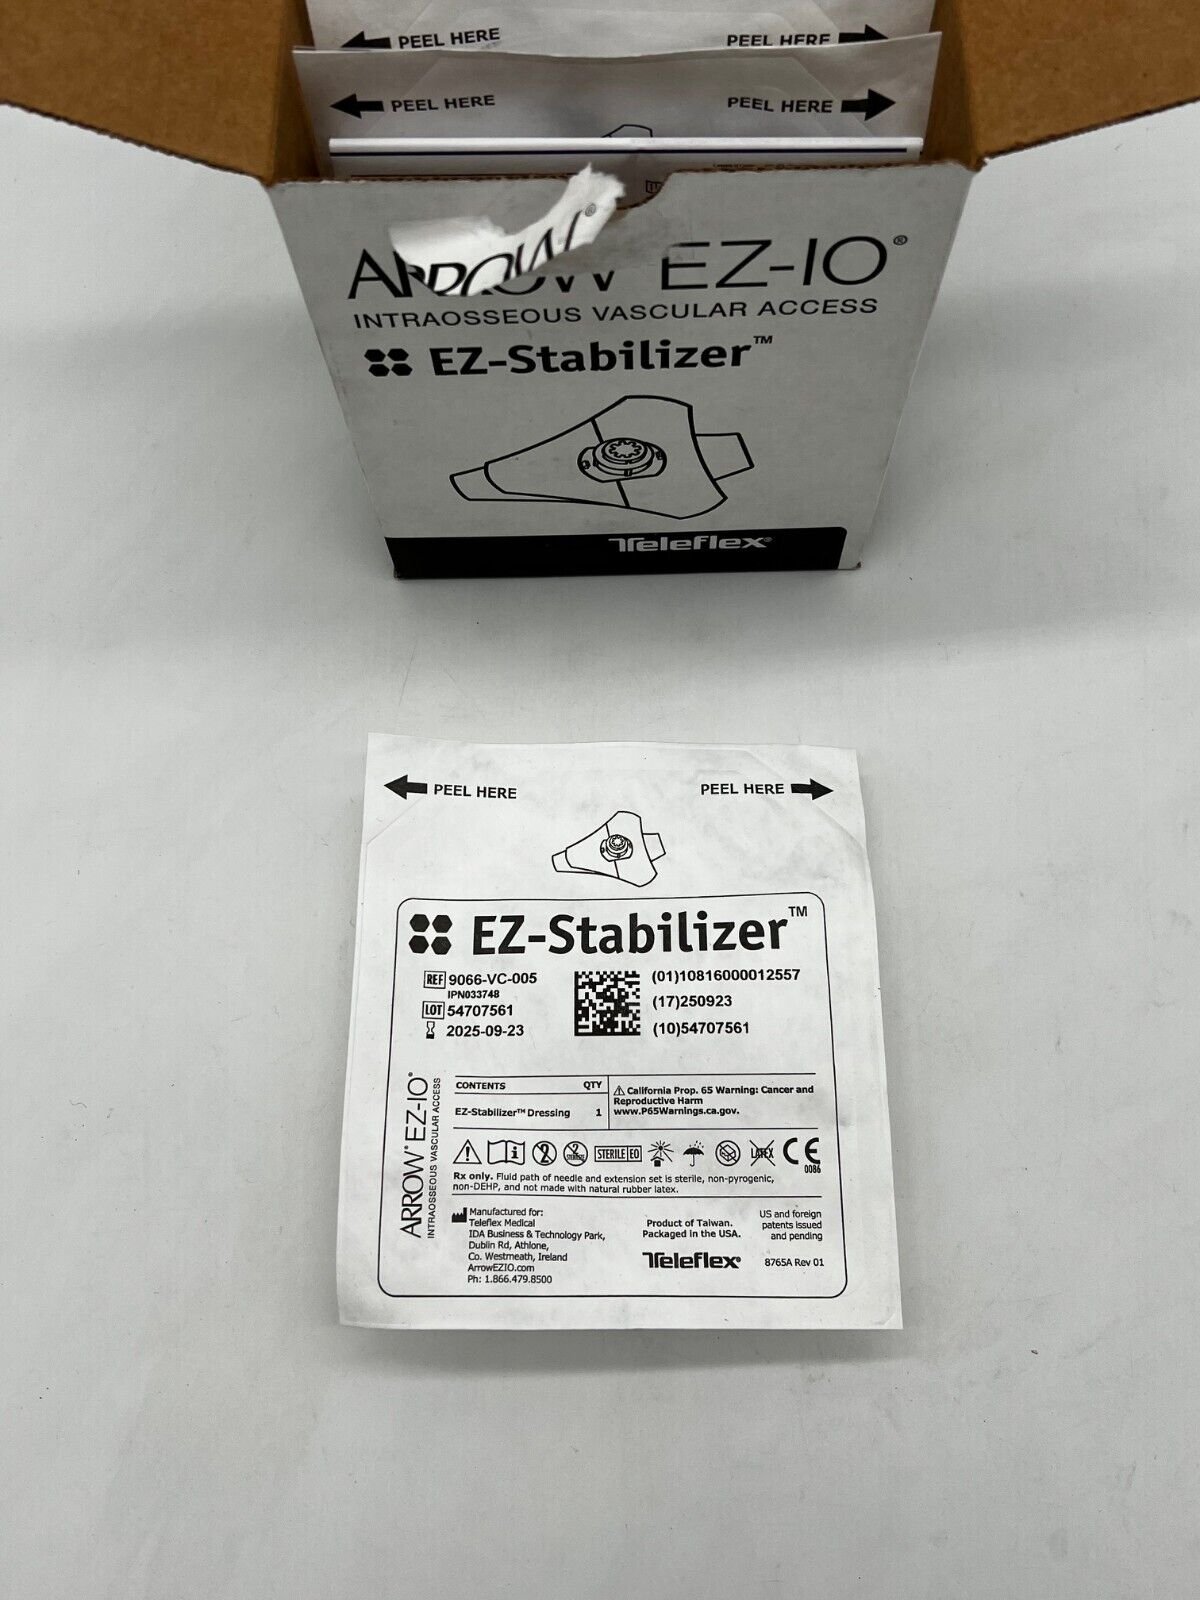 PEEL HERE PEEL HERE
PEEL HERE PEEL HERE
ARROW® EZ-IO®
INTRAOSSEOUS VASCULAR ACCESS
EZ-Stabilizer™
Teleflex®
PEEL HERE PEEL HERE
EZ-Stabilizer™
REF 9066-VC-005
IPN033748
LOT 54707561
2025-09-23
(01)10816000012557
(17)250923
(10)54707561
ARROW® EZ-IO®
INTRAOSSEOUS VASCULAR ACCESS
CONTENTS QTY
EZ-Stabilizer™ Dressing 1
⚠ California Prop. 65 Warning: Cancer and
Reproductive Harm
www.P65Warnings.ca.gov.
i 2 2 STERILIZE STERILE EO LATEX CE
0086
Rx only. Fluid path of needle and extension set is sterile, non-pyrogenic,
non-DEHP, and not made with natural rubber latex.
Manufactured for:
Teleflex Medical
IDA Business & Technology Park,
Dublin Rd, Athlone,
Co. Westmeath, Ireland
ArrowEZIO.com
Ph: 1.866.479.8500
Product of Taiwan.
Packaged in the USA.
Teleflex®
US and foreign
patents issued
and pending
8765A Rev 01